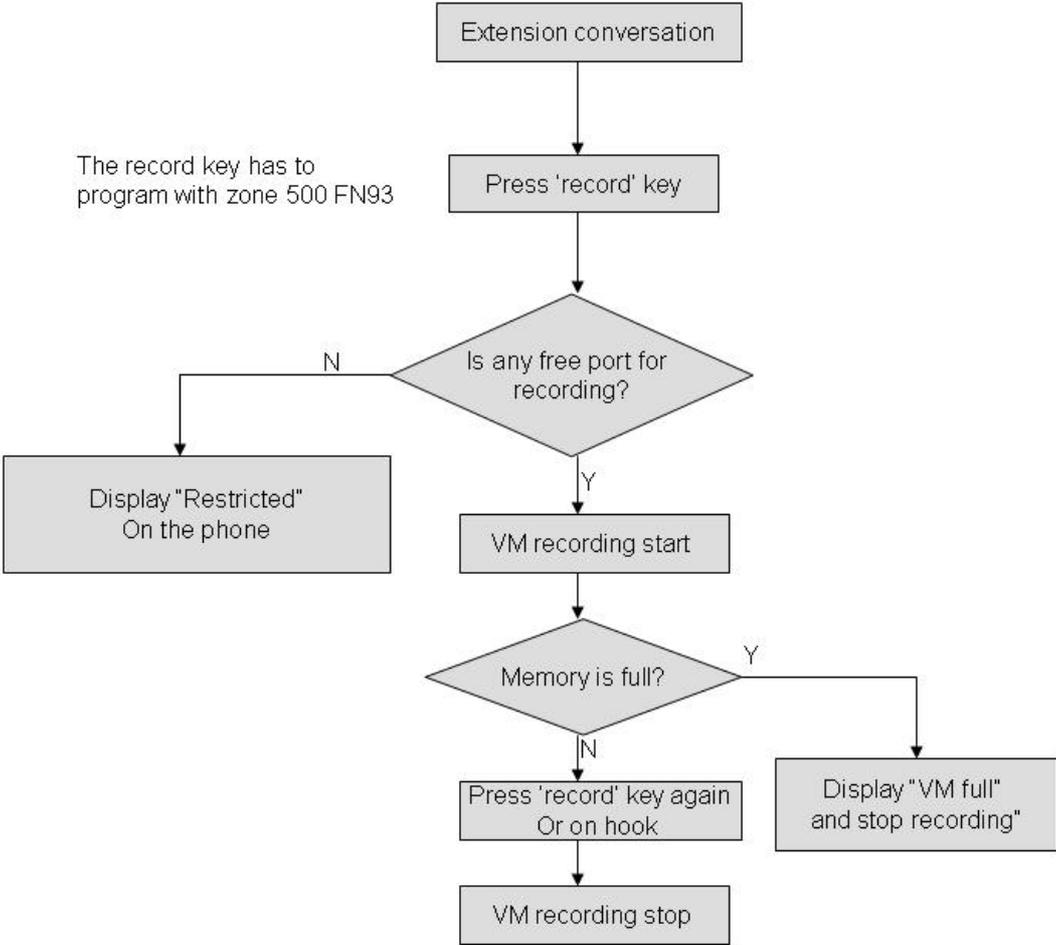 Extension conversation
The record key has to
program with zone 500 FN93
Press 'record' key
Is any free port for
recording?
N
Y
Display "Restricted"
On the phone
VM recording start
Memory is full?
Y
N
Press 'record' key again
Or on hook
Display "VM full"
and stop recording"
VM recording stop